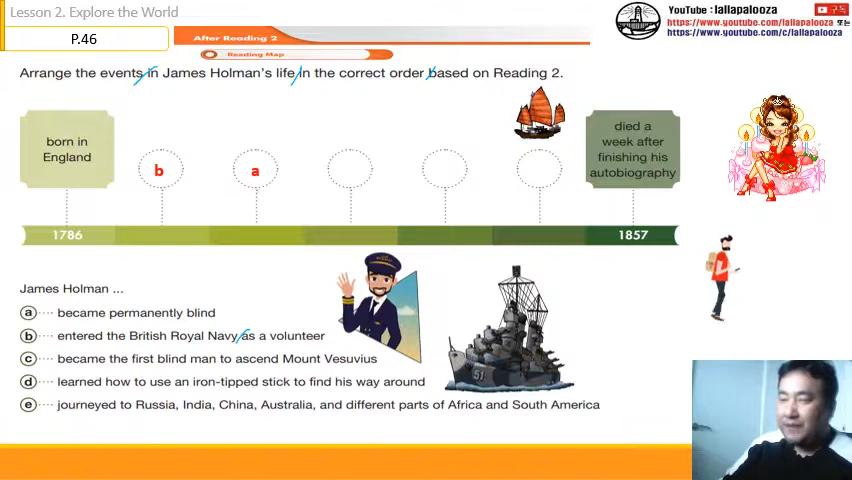 Lesson 2. Explore the World
P.46
After Reading 2
Reading Map
YouTube : lallapalooza
구독
https://www.youtube.com/lallapalooza 또는
https://www.youtube.com/c/lallapalooza
Arrange the events in James Holman's life in the correct order based on Reading 2.
born in
England
b
a
died a
week after
finishing his
autobiography
1786
1857
James Holman ...
a ···· became permanently blind
b ···· entered the British Royal Navy as a volunteer
c ···· became the first blind man to ascend Mount Vesuvius
d ···· learned how to use an iron-tipped stick to find his way around
e ···· journeyed to Russia, India, China, Australia, and different parts of Africa and South America
51